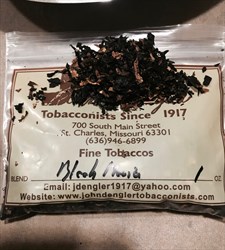 Tobacconists Since 1917
700 South Main Street
St. Charles, Missouri 63301
(636)946-6899
Fine Tobaccos
BLEND Black 1 OZ
Email: jdengler1917@yahoo.com
Website: www.johndenglertobacconists.com